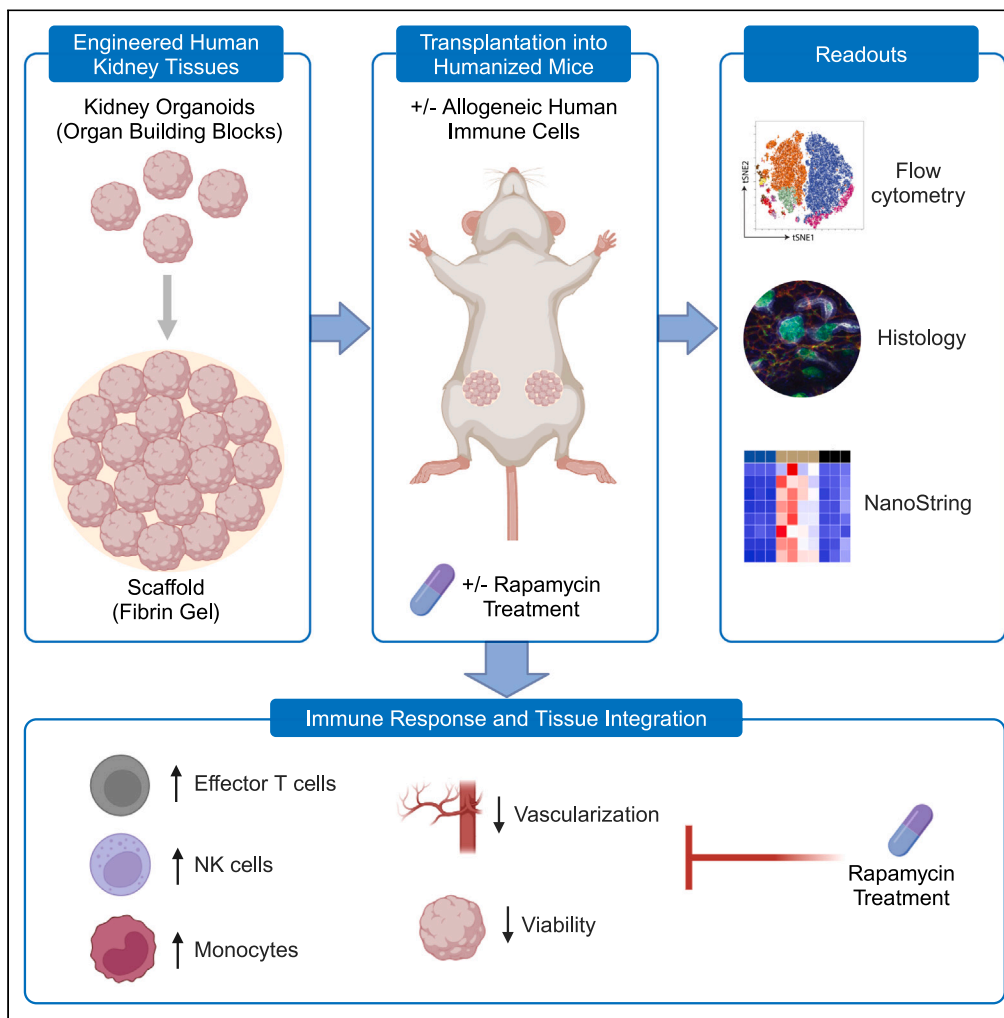 Engineered Human
Kidney Tissues
Kidney Organoids
(Organ Building Blocks)
Scaffold
(Fibrin Gel)
Transplantation into
Humanized Mice
+/- Allogeneic Human
Immune Cells
+/- Rapamycin
Treatment
Readouts
tSNE2
tSNE1
Flow
cytometry
Histology
NanoString
Immune Response and Tissue Integration
Effector T cells
NK cells
Monocytes
Vascularization
Viability
Rapamycin
Treatment